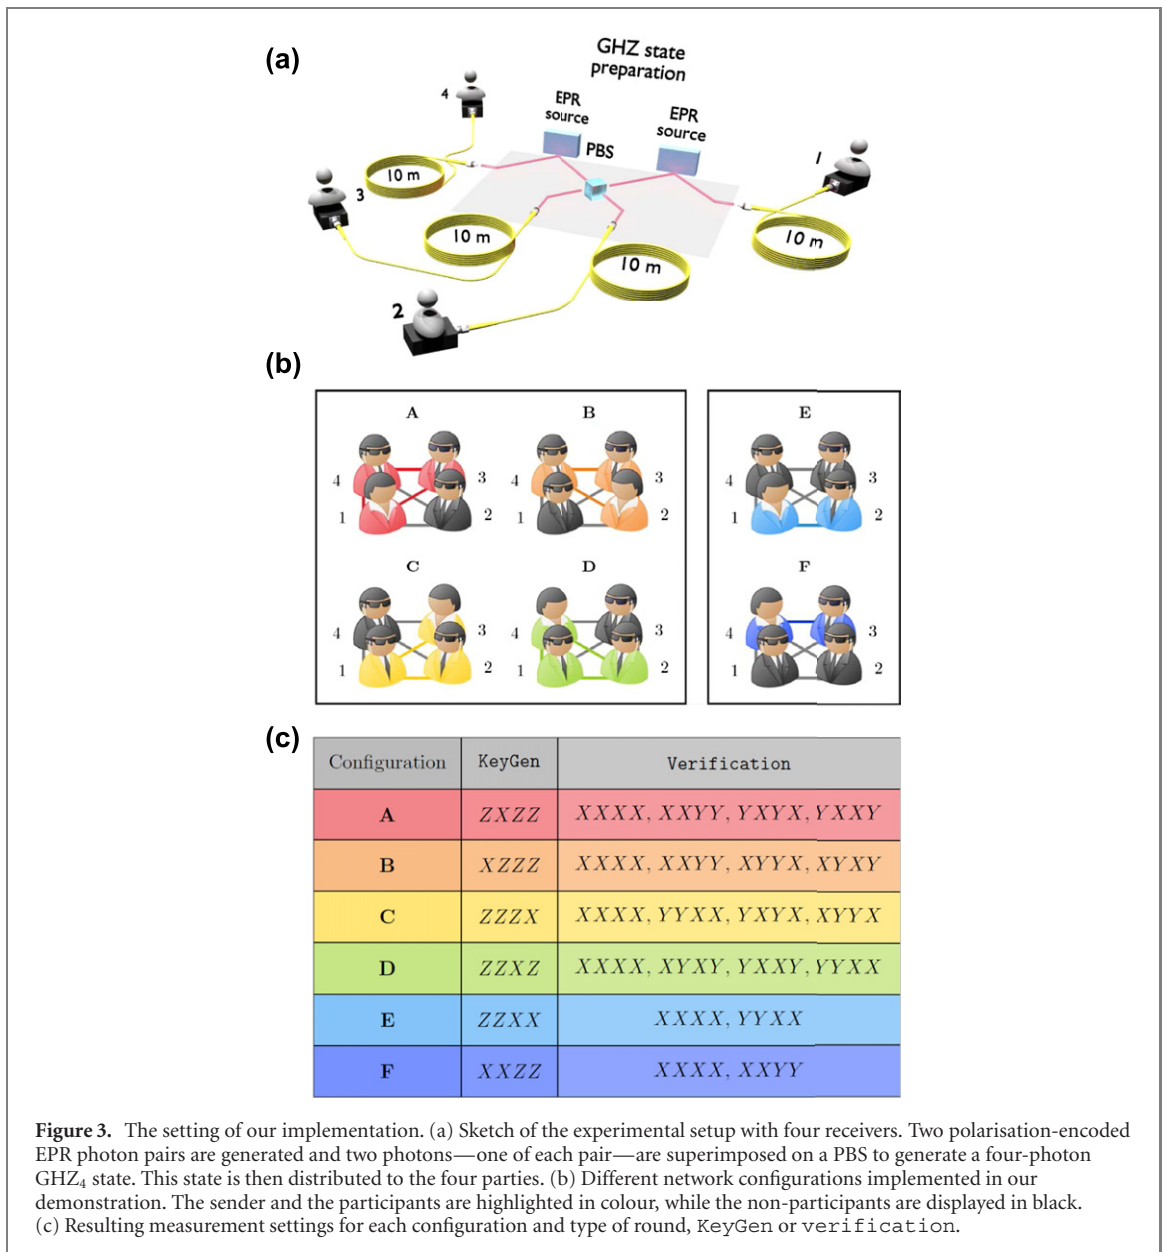 (a)
GHZ state
preparation
EPR
source
EPR
source
PBS
4
1
3
2
10 m
10 m
10 m
10 m
(b)
A
4
3
1
2
B
4
3
1
2
E
4
3
1
2
C
4
3
1
2
D
4
3
1
2
F
4
3
1
2
(c)
Configuration KeyGen Verification
A ZXZZ XXXX, XXYY, YXYX, YXXY
B XZZZ XXXX, XXYY, XYYX, XYXY
C ZZZX XXXX, YYXX, YXYX, XYYX
D ZZXZ XXXX, XYXY, YXXY, YYXX
E ZZXX XXXX, YYXX
F XXZZ XXXX, XXYY
Figure 3. The setting of our implementation. (a) Sketch of the experimental setup with four receivers. Two polarisation-encoded
EPR photon pairs are generated and two photons—one of each pair—are superimposed on a PBS to generate a four-photon
GHZ₄ state. This state is then distributed to the four parties. (b) Different network configurations implemented in our
demonstration. The sender and the participants are highlighted in colour, while the non-participants are displayed in black.
(c) Resulting measurement settings for each configuration and type of round, KeyGen or verification.